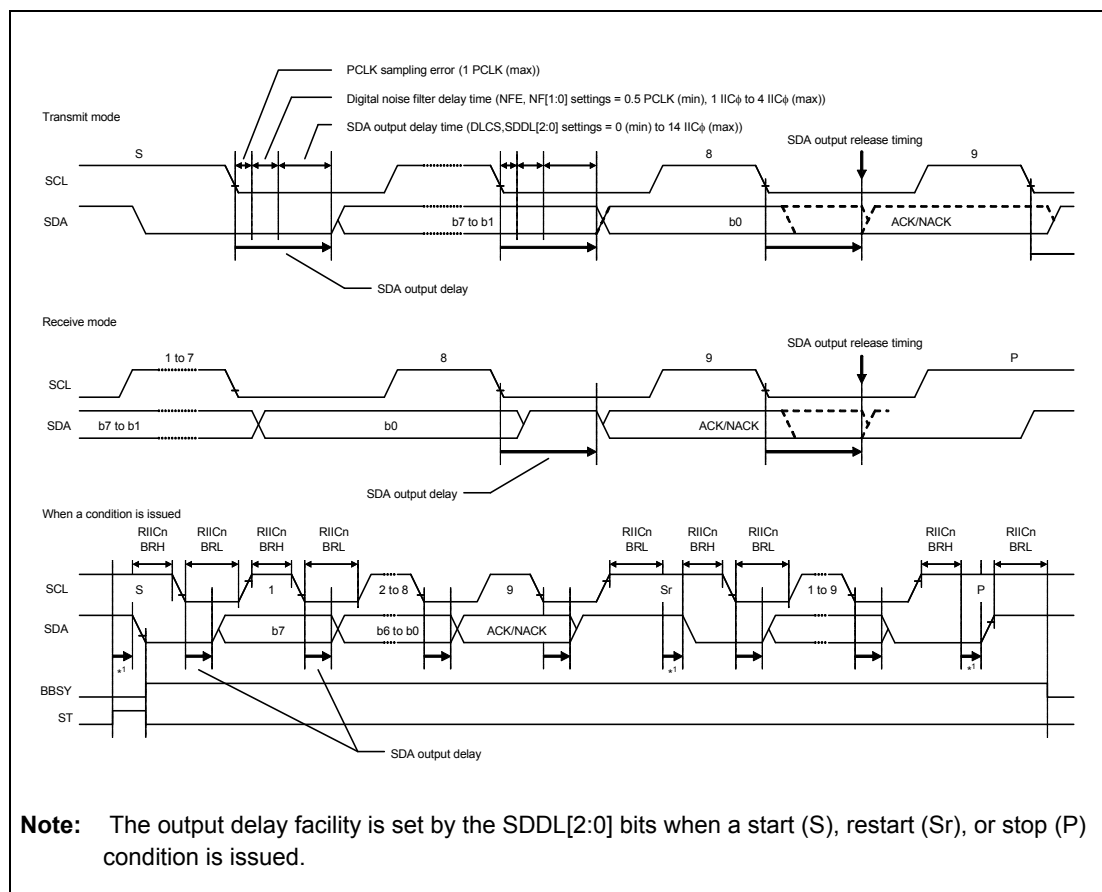 PCLK sampling error (1 PCLK (max))
Digital noise filter delay time (NFE, NF[1:0] settings = 0.5 PCLK (min), 1 IICϕ to 4 IICϕ (max))
Transmit mode
SDA output delay time (DLCS,SDDL[2:0] settings = 0 (min) to 14 IICϕ (max))
SDA output release timing
S
8
9
SCL
SDA
b7 to b1
b0
ACK/NACK
SDA output delay
Receive mode
SDA output release timing
1 to 7
8
9
P
SCL
SDA
b7 to b1
b0
ACK/NACK
SDA output delay
When a condition is issued
RIICn RIICn RIICn RIICn RIICn RIICn RIICn RIICn RIICn
BRH BRL BRH BRL BRL BRH BRL BRH BRL
SCL
S
1
2 to 8
9
Sr
1 to 9
P
SDA
b7
b6 to b0
ACK/NACK
*1
*1
*1
BBSY
ST
SDA output delay
Note: The output delay facility is set by the SDDL[2:0] bits when a start (S), restart (Sr), or stop (P)
condition is issued.